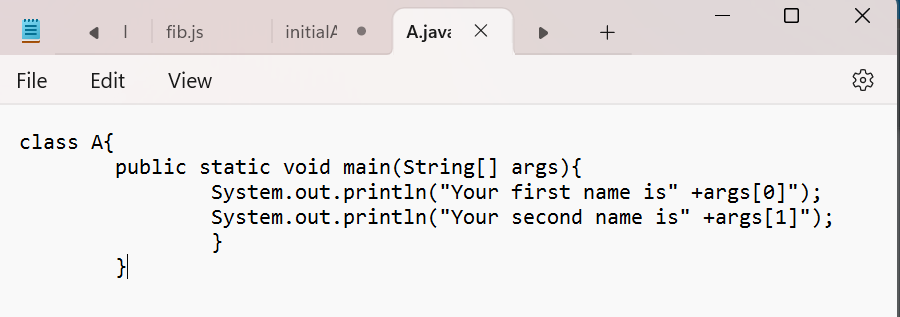 l fib.js initialA A.java
File Edit View
class A{
public static void main(String[] args){
System.out.println("Your first name is" +args[0]");
System.out.println("Your second name is" +args[1]");
}
}